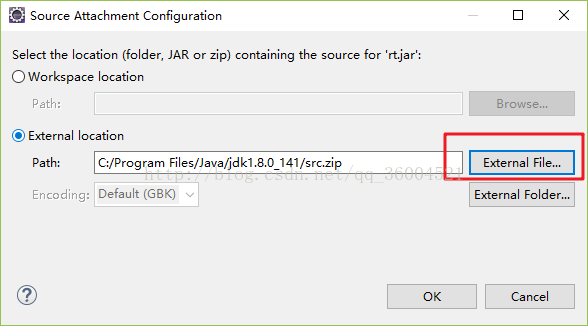 Source Attachment Configuration
Select the location (folder, JAR or zip) containing the source for 'rt.jar':
Workspace location
Path: Browse...
External location
Path: C:/Program Files/Java/jdk1.8.0_141/src.zip External File...
http://blog.csdn.net/qq_36004521
Encoding: Default (GBK) External Folder...
? OK Cancel